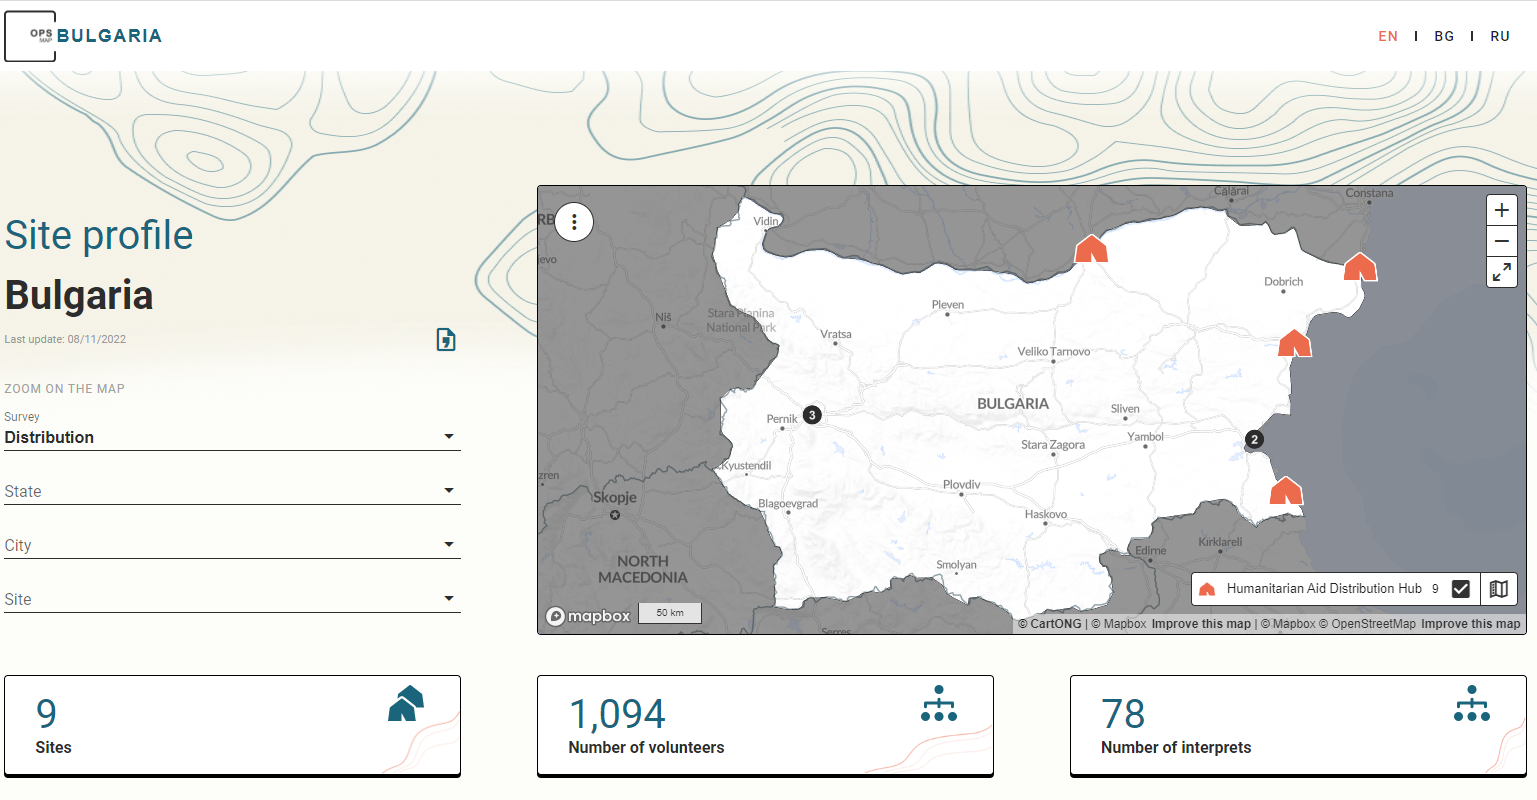 OPS
MAP
BULGARIA
EN | BG | RU
Site profile
Bulgaria
Last update: 08/11/2022
ZOOM ON THE MAP
Survey
Distribution
State
City
Site
Călărai
Constana
RB
Vidin
evo
Dobrich
Niš
Stara Planina
National Park
Pleven
Vratsa
Veliko Tarnovo
BULGARIA
Pernik
3
Sliven
2
Stara Zagora
Yambol
Kyustendil
zren
Skopje
Plovdiv
Blagoevgrad
Haskovo
Edirne
Kırklareli
NORTH
MACEDONIA
Smolyan
Humanitarian Aid Distribution Hub 9
mapbox
50 km
Serres
© CartONG | © Mapbox Improve this map | © Mapbox © OpenStreetMap Improve this map
9
Sites
1,094
Number of volunteers
78
Number of interprets